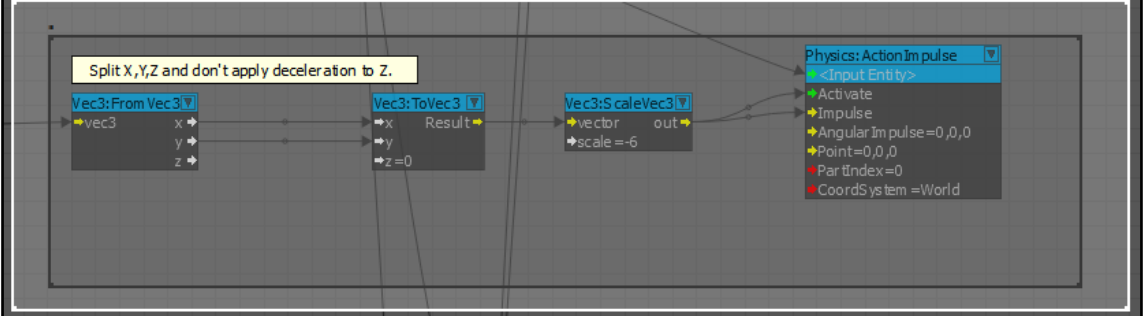 Split X,Y,Z and don't apply deceleration to Z.
Vec3:FromVec3
vec3 x
y
z
Vec3:ToVec3
x Result
y
z=0
Vec3:ScaleVec3
vector out
scale=-6
Physics:ActionImpulse
<Input Entity>
Activate
Impulse
AngularImpulse=0,0,0
Point=0,0,0
PartIndex=0
CoordSystem=World